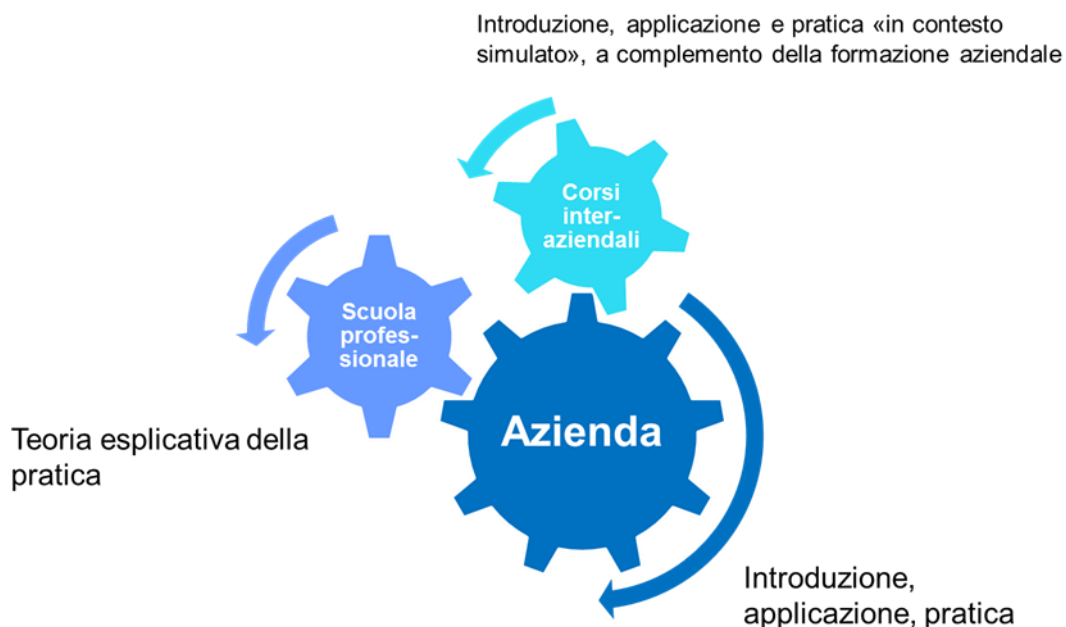 Introduzione, applicazione e pratica «in contesto
simulato», a complemento della formazione aziendale
Corsi
inter-
aziendali
Scuola
profes-
sionale
Azienda
Teoria esplicativa della
pratica
Introduzione,
applicazione, pratica